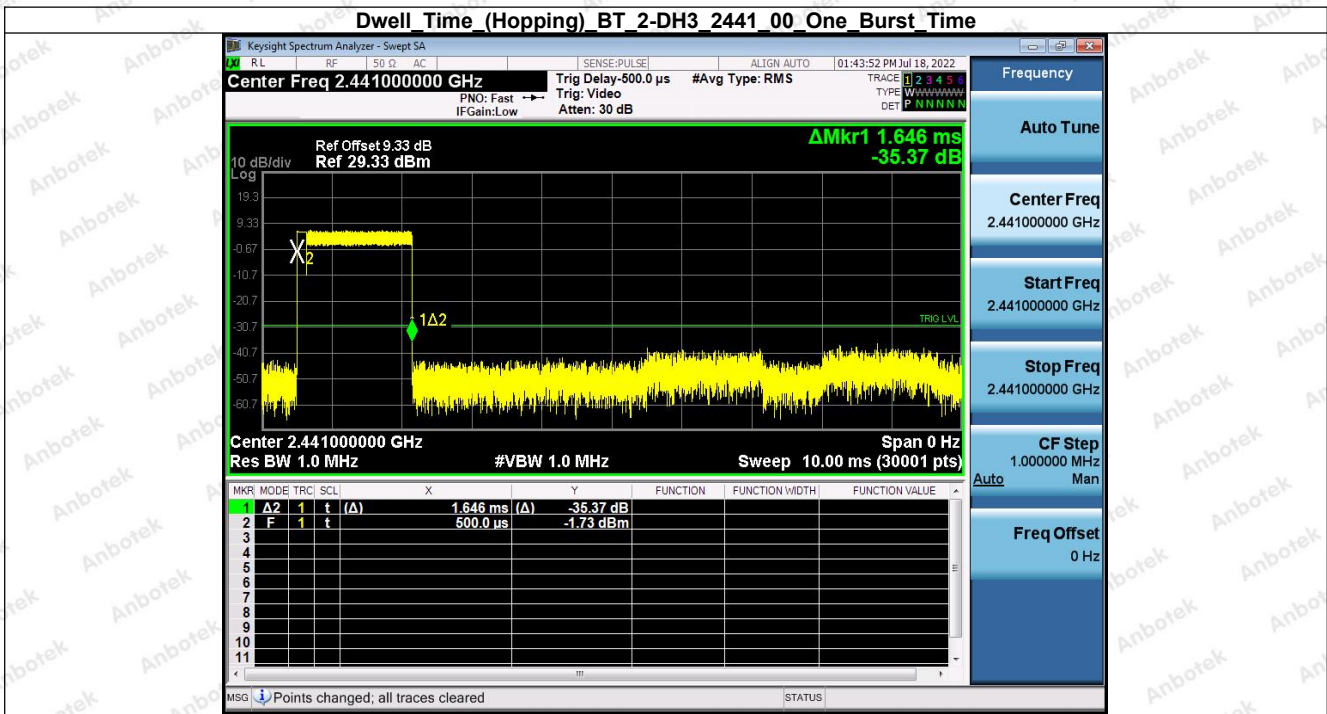 Dwell_Time_(Hopping)_BT_2-DH3_2441_00_One_Burst_Time
Keysight Spectrum Analyzer - Swept SA
LXI RL RF 50 Ω AC SENSE:PULSE ALIGN AUTO 01:43:52 PM Jul 18, 2022
Center Freq 2.441000000 GHz
PNO: Fast
IFGain:Low
Trig Delay-500.0 µs
Trig: Video
Atten: 30 dB
#Avg Type: RMS
TRACE 1 2 3 4 5 6
TYPE WWWWWW
DET P N N N N N
ΔMkr1 1.646 ms
-35.37 dB
Ref Offset 9.33 dB
10 dB/div Ref 29.33 dBm
Log
19.3
9.33
-0.67
-10.7
-20.7
-30.7
-40.7
-50.7
-60.7
2
1Δ2
TRIG LVL
Center 2.441000000 GHz Span 0 Hz
Res BW 1.0 MHz #VBW 1.0 MHz Sweep 10.00 ms (30001 pts)
MKR MODE TRC SCL X Y FUNCTION FUNCTION WIDTH FUNCTION VALUE
1 Δ2 1 t (Δ) 1.646 ms (Δ) -35.37 dB
2 F 1 t 500.0 µs -1.73 dBm
3
4
5
6
7
8
9
10
11
MSG Points changed; all traces cleared STATUS
Frequency
Auto Tune
Center Freq
2.441000000 GHz
Start Freq
2.441000000 GHz
Stop Freq
2.441000000 GHz
CF Step
1.000000 MHz
Auto Man
Freq Offset
0 Hz
Anbotek